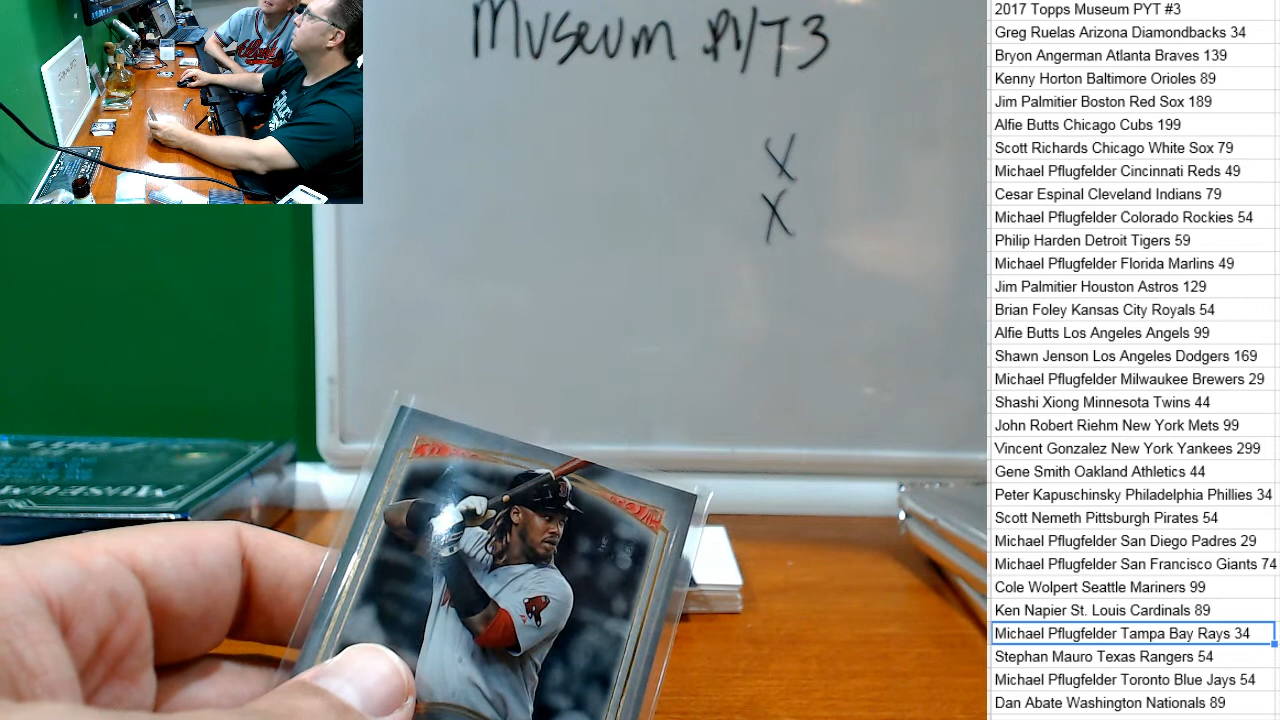 Museum PYT3
X
X
MUSEUM
2017 Topps Museum PYT #3
Greg Ruelas Arizona Diamondbacks 34
Bryon Angerman Atlanta Braves 139
Kenny Horton Baltimore Orioles 89
Jim Palmitier Boston Red Sox 189
Alfie Butts Chicago Cubs 199
Scott Richards Chicago White Sox 79
Michael Pflugfelder Cincinnati Reds 49
Cesar Espinal Cleveland Indians 79
Michael Pflugfelder Colorado Rockies 54
Philip Harden Detroit Tigers 59
Michael Pflugfelder Florida Marlins 49
Jim Palmitier Houston Astros 129
Brian Foley Kansas City Royals 54
Alfie Butts Los Angeles Angels 99
Shawn Jenson Los Angeles Dodgers 169
Michael Pflugfelder Milwaukee Brewers 29
Shashi Xiong Minnesota Twins 44
John Robert Riehm New York Mets 99
Vincent Gonzalez New York Yankees 299
Gene Smith Oakland Athletics 44
Peter Kapuschinsky Philadelphia Phillies 34
Scott Nemeth Pittsburgh Pirates 54
Michael Pflugfelder San Diego Padres 29
Michael Pflugfelder San Francisco Giants 74
Cole Wolpert Seattle Mariners 99
Ken Napier St. Louis Cardinals 89
Michael Pflugfelder Tampa Bay Rays 34
Stephan Mauro Texas Rangers 54
Michael Pflugfelder Toronto Blue Jays 54
Dan Abate Washington Nationals 89